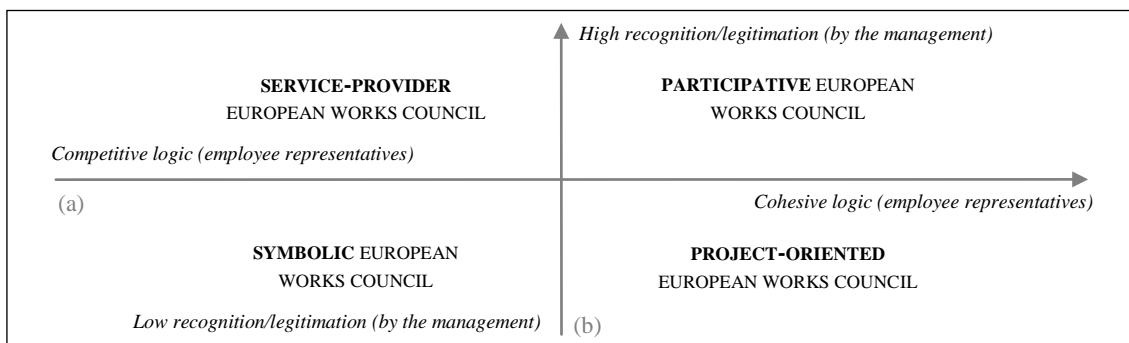 High recognition/legitimation (by the management)
SERVICE-PROVIDER
EUROPEAN WORKS COUNCIL
PARTICIPATIVE EUROPEAN
WORKS COUNCIL
Competitive logic (employee representatives)
(a)
Cohesive logic (employee representatives)
SYMBOLIC EUROPEAN
WORKS COUNCIL
PROJECT-ORIENTED
EUROPEAN WORKS COUNCIL
Low recognition/legitimation (by the management)
(b)